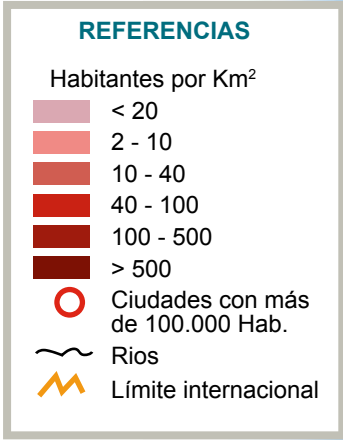 REFERENCIAS
Habitantes por Km²
< 20
2 - 10
10 - 40
40 - 100
100 - 500
> 500
Ciudades con más
de 100.000 Hab.
Rios
Límite internacional